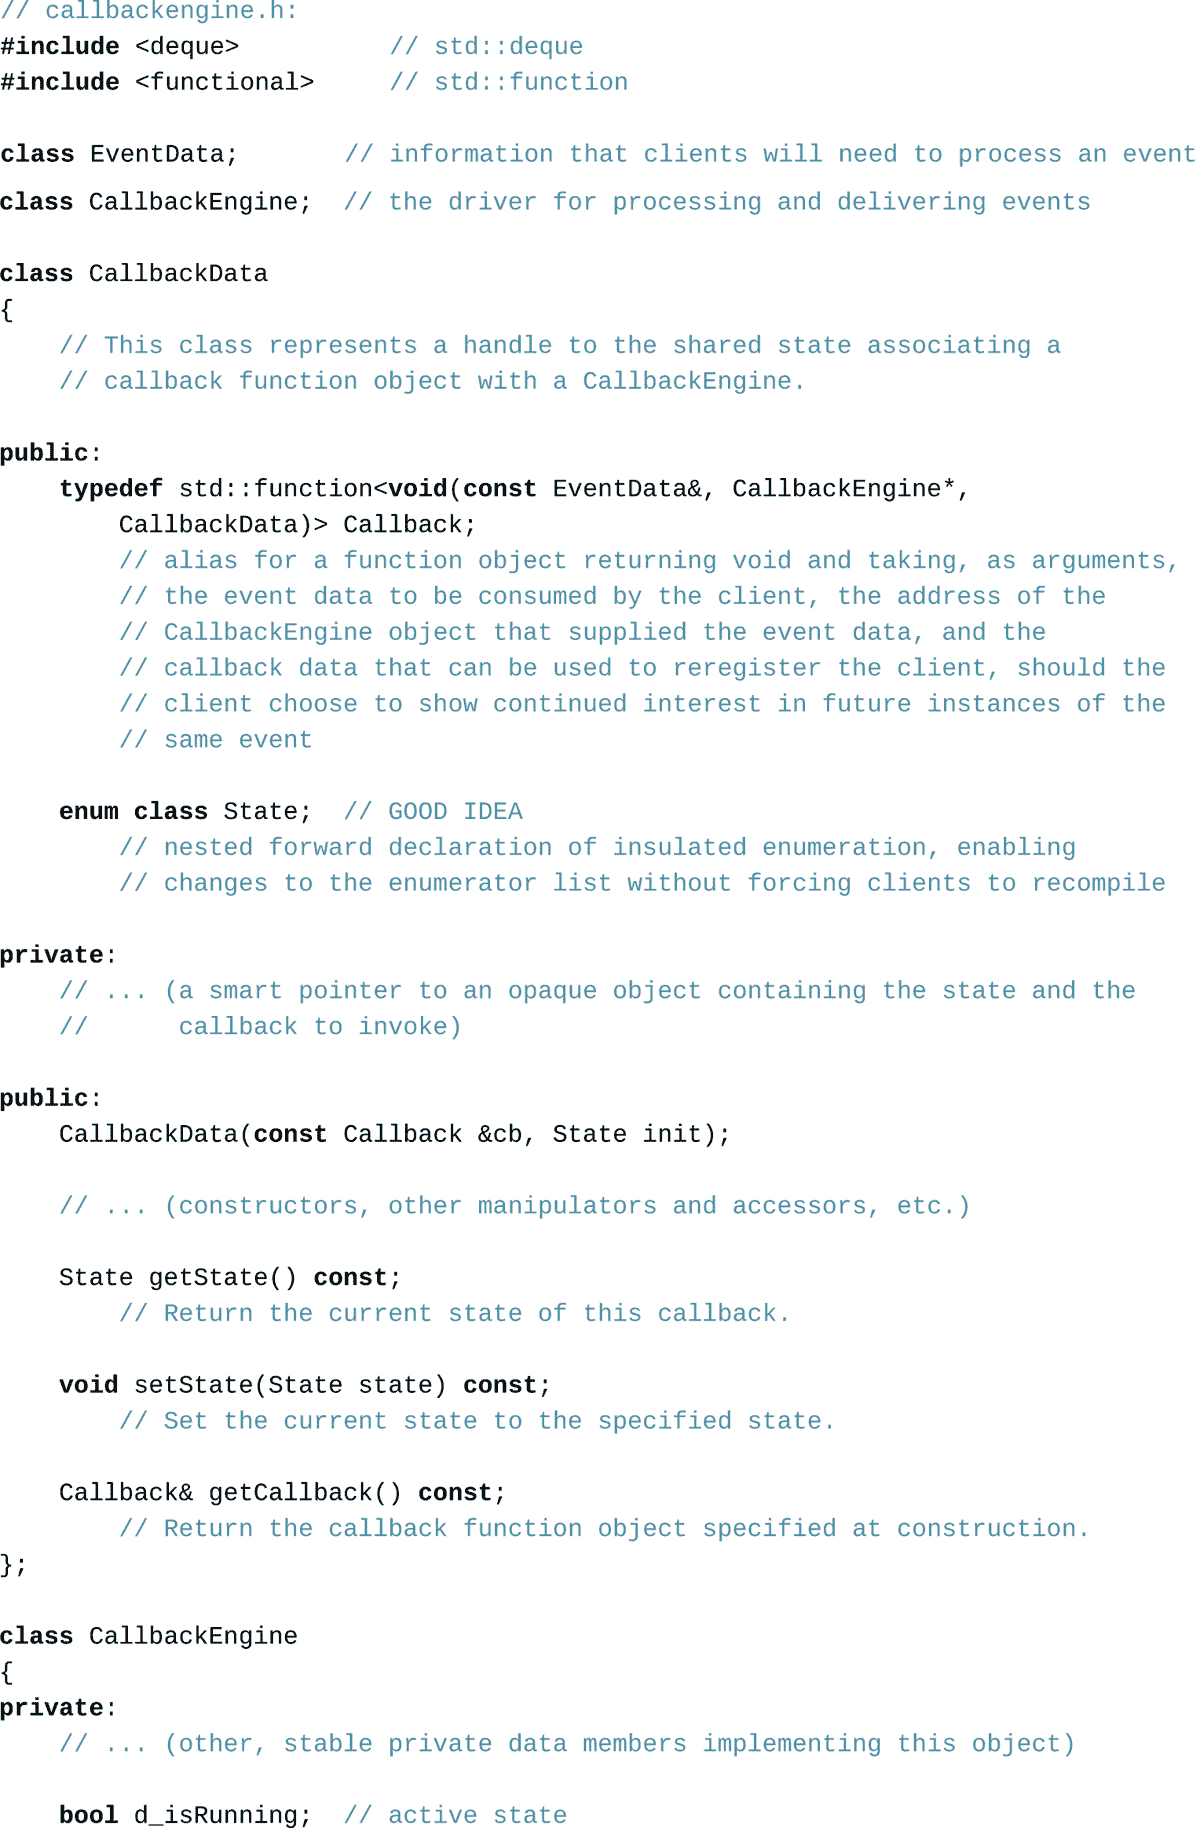 // callbackengine.h:
#include <deque>          // std::deque
#include <functional>     // std::function

class EventData;       // information that clients will need to process an event
class CallbackEngine;  // the driver for processing and delivering events

class CallbackData
{
    // This class represents a handle to the shared state associating a
    // callback function object with a CallbackEngine.

public:
    typedef std::function<void(const EventData&, CallbackEngine*,
        CallbackData)> Callback;
        // alias for a function object returning void and taking, as arguments,
        // the event data to be consumed by the client, the address of the
        // CallbackEngine object that supplied the event data, and the
        // callback data that can be used to reregister the client, should the
        // client choose to show continued interest in future instances of the
        // same event

    enum class State;  // GOOD IDEA
        // nested forward declaration of insulated enumeration, enabling
        // changes to the enumerator list without forcing clients to recompile

private:
    // ... (a smart pointer to an opaque object containing the state and the
    //      callback to invoke)

public:
    CallbackData(const Callback &cb, State init);

    // ... (constructors, other manipulators and accessors, etc.)

    State getState() const;
        // Return the current state of this callback.

    void setState(State state) const;
        // Set the current state to the specified state.

    Callback& getCallback() const;
        // Return the callback function object specified at construction.
};

class CallbackEngine
{
private:
    // ... (other, stable private data members implementing this object)

    bool d_isRunning;  // active state